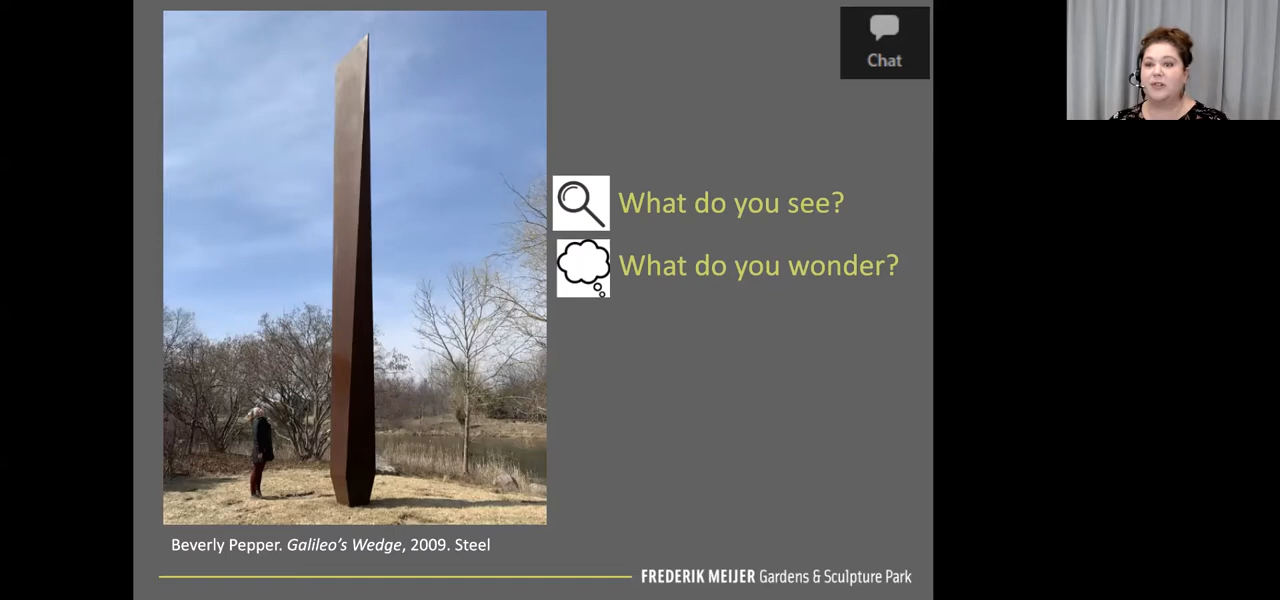 Chat
What do you see?
What do you wonder?
Beverly Pepper. Galileo's Wedge, 2009. Steel
FREDERIK MEIJER Gardens & Sculpture Park